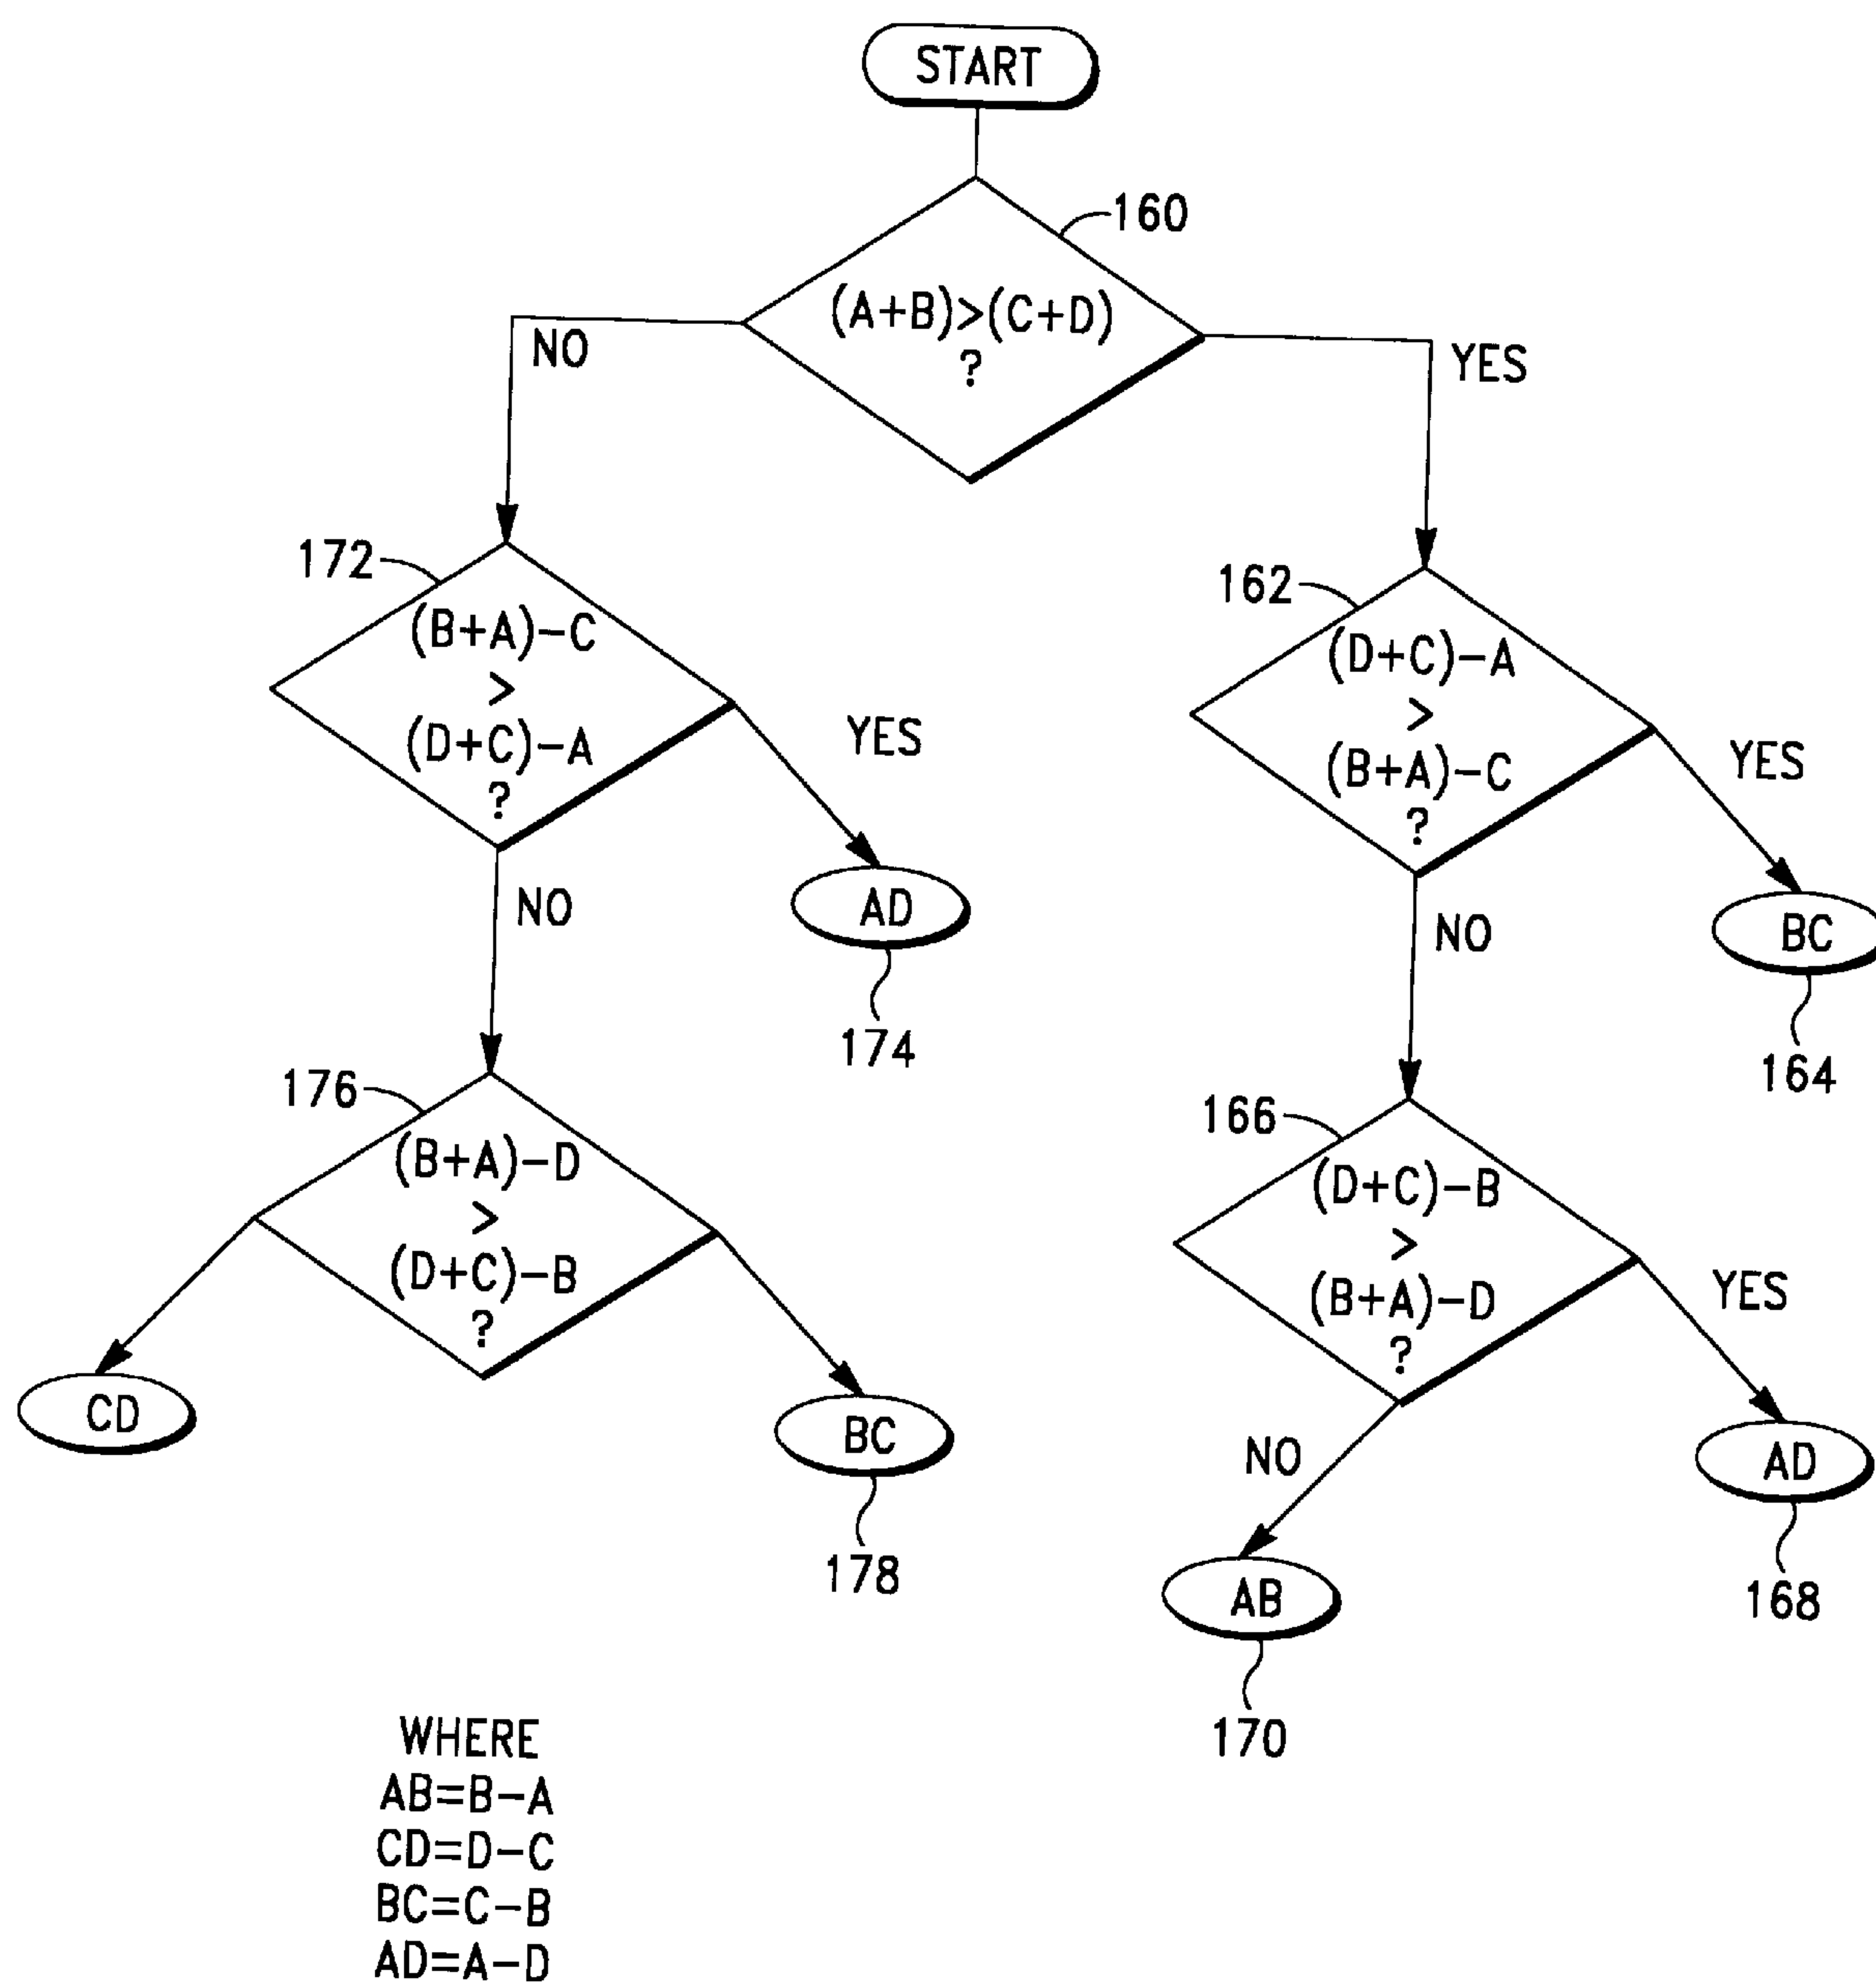 START
160
(A+B)>(C+D)
?
NO
YES
172
(B+A)-C
>
(D+C)-A
?
YES
NO
AD
174
162
(D+C)-A
>
(B+A)-C
?
YES
NO
BC
164
176
(B+A)-D
>
(D+C)-B
?
CD
BC
178
166
(D+C)-B
>
(B+A)-D
?
YES
NO
AD
168
AB
170
WHERE
AB=B-A
CD=D-C
BC=C-B
AD=A-D